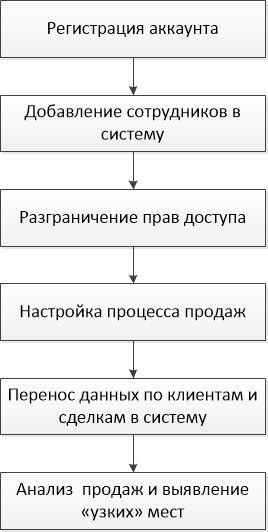 Регистрация аккаунта
Добавление сотрудников в
систему
Разграничение прав доступа
Настройка процесса продаж
Перенос данных по клиентам и
сделкам в систему
Анализ  продаж и выявление
«узких» мест